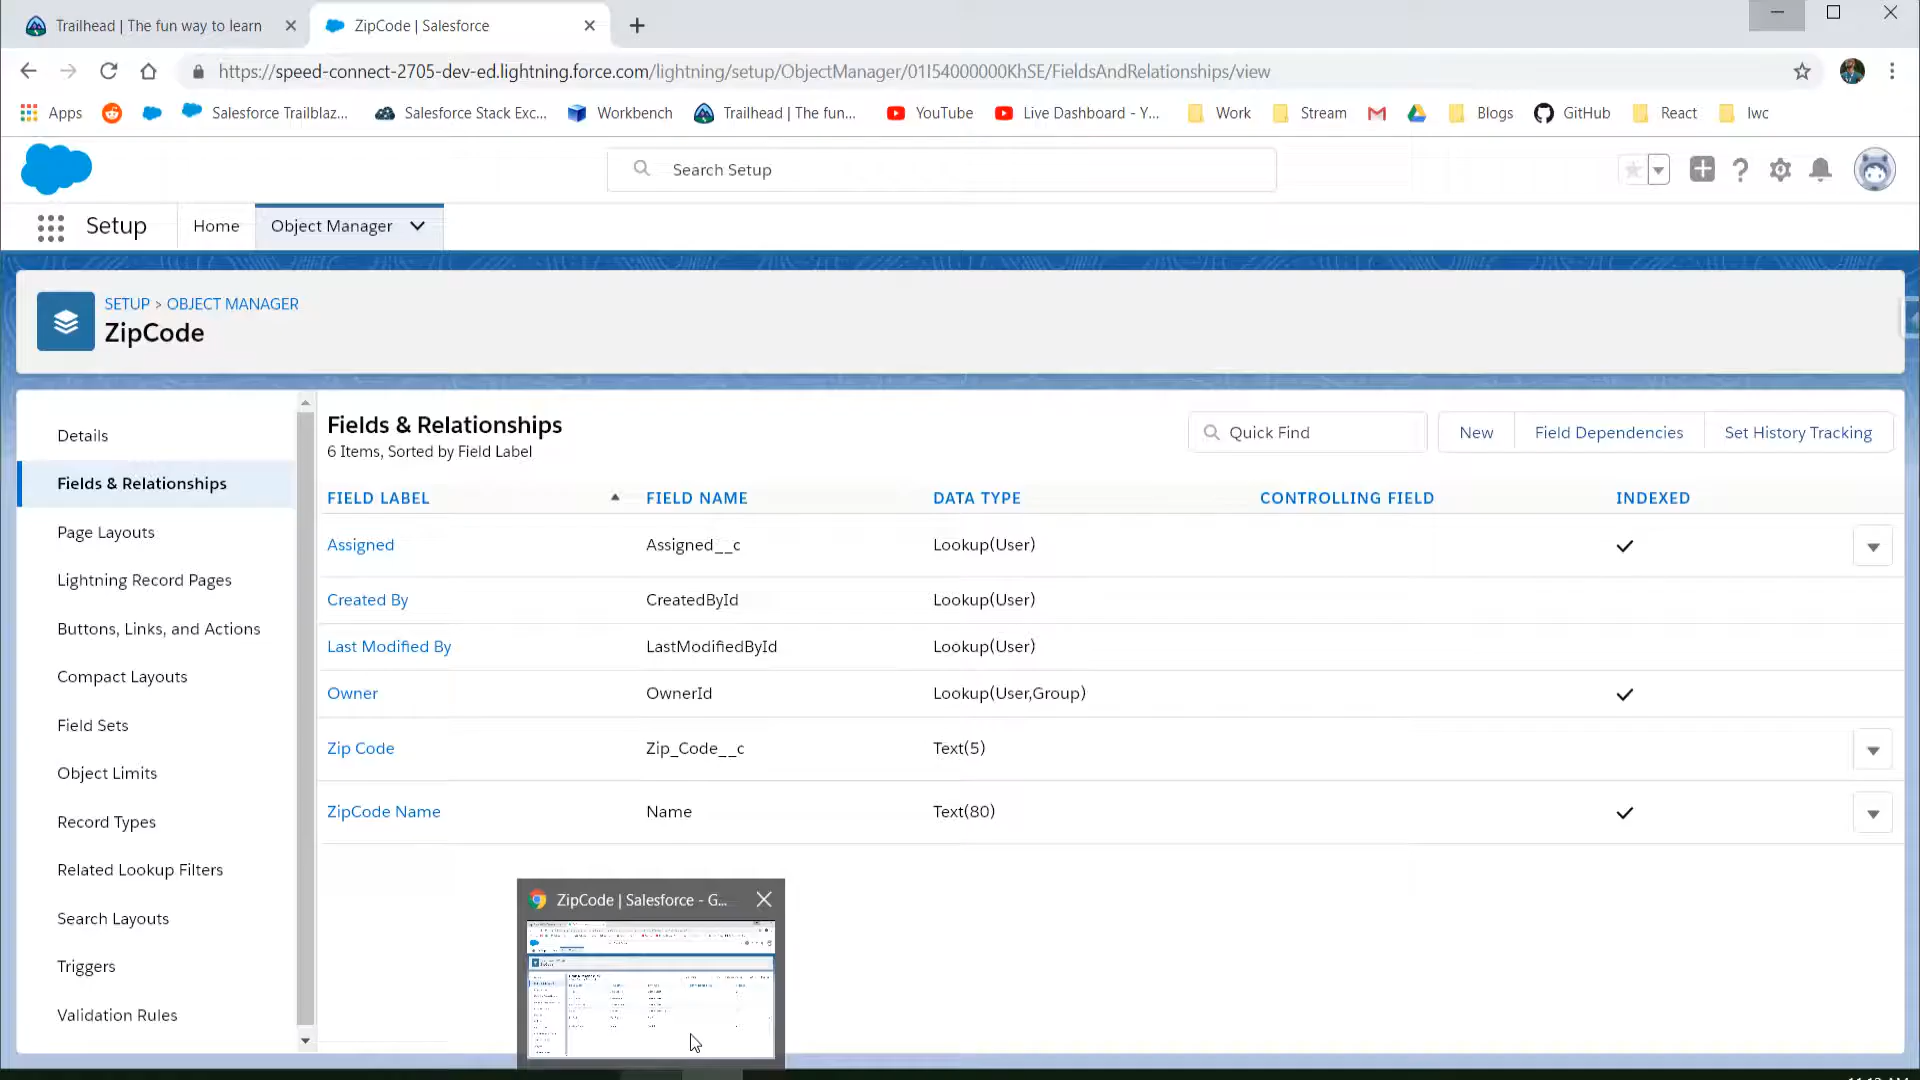 Trailhead | The fun way to learn
ZipCode | Salesforce
https://speed-connect-2705-dev-ed.lightning.force.com/lightning/setup/ObjectManager/01I54000000KhSE/FieldsAndRelationships/view
Apps
Salesforce Trailblaz...
Salesforce Stack Exc...
Workbench
Trailhead | The fun...
YouTube
Live Dashboard - Y...
Work
Stream
Blogs
GitHub
React
lwc
Search Setup
Setup
Home
Object Manager
SETUP > OBJECT MANAGER
ZipCode
Details
Fields & Relationships
Page Layouts
Lightning Record Pages
Buttons, Links, and Actions
Compact Layouts
Field Sets
Object Limits
Record Types
Related Lookup Filters
Search Layouts
Triggers
Validation Rules
Fields & Relationships
6 Items, Sorted by Field Label
Quick Find
New
Field Dependencies
Set History Tracking
FIELD LABEL FIELD NAME DATA TYPE CONTROLLING FIELD INDEXED
Assigned Assigned__c Lookup(User)
Created By CreatedById Lookup(User)
Last Modified By LastModifiedById Lookup(User)
Owner OwnerId Lookup(User,Group)
Zip Code Zip_Code__c Text(5)
ZipCode Name Name Text(80)
ZipCode | Salesforce - G...